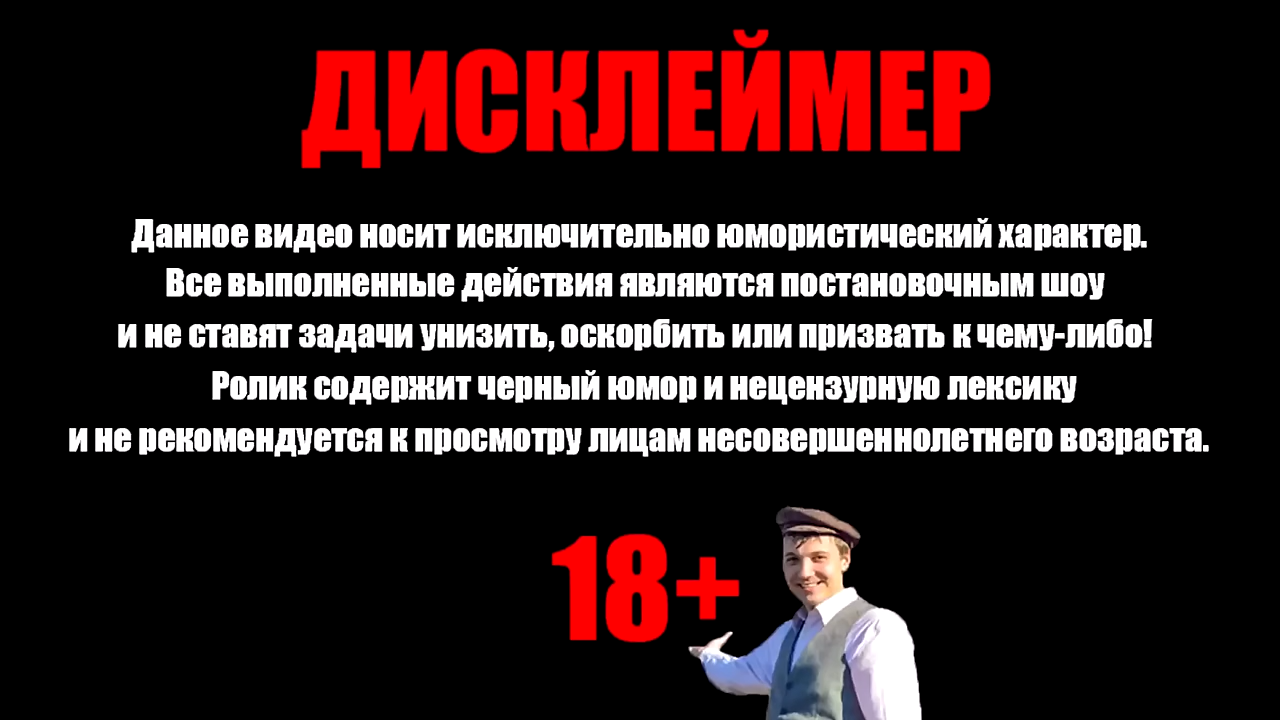 ДИСКЛЕЙМЕР
Данное видео носит исключительно юмористический характер.
Все выполненные действия являются постановочным шоу
и не ставят задачи унизить, оскорбить или призвать к чему-либо!
Ролик содержит черный юмор и нецензурную лексику
и не рекомендуется к просмотру лицам несовершеннолетнего возраста.
18+